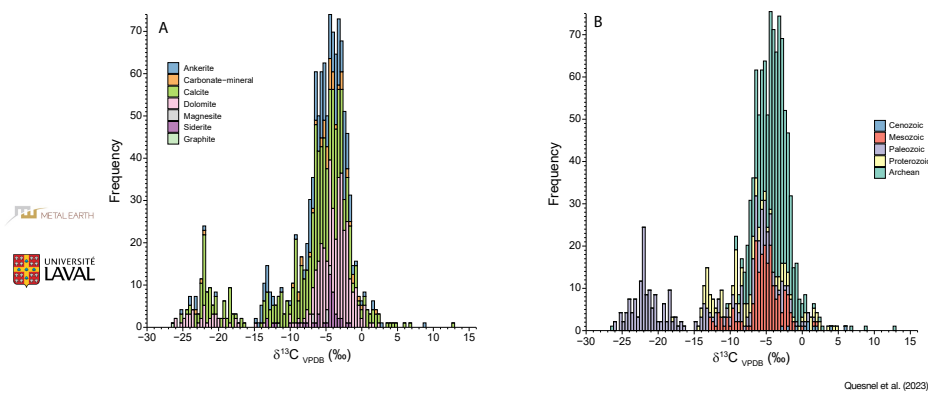 A
70
60
50
40
30
20
10
0
Frequency
Ankerite
Carbonate-mineral
Calcite
Dolomite
Magnesite
Siderite
Graphite
−30 −25 −20 −15 −10 −5 0 5 10 15
δ13C VPDB (‰)
METAL EARTH
UNIVERSITÉ
LAVAL
B
70
60
50
40
30
20
10
0
Frequency
Cenozoic
Mesozoic
Paleozoic
Proterozoic
Archean
−30 −25 −20 −15 −10 −5 0 5 10 15
δ13C VPDB (‰)
Quesnel et al. (2023)